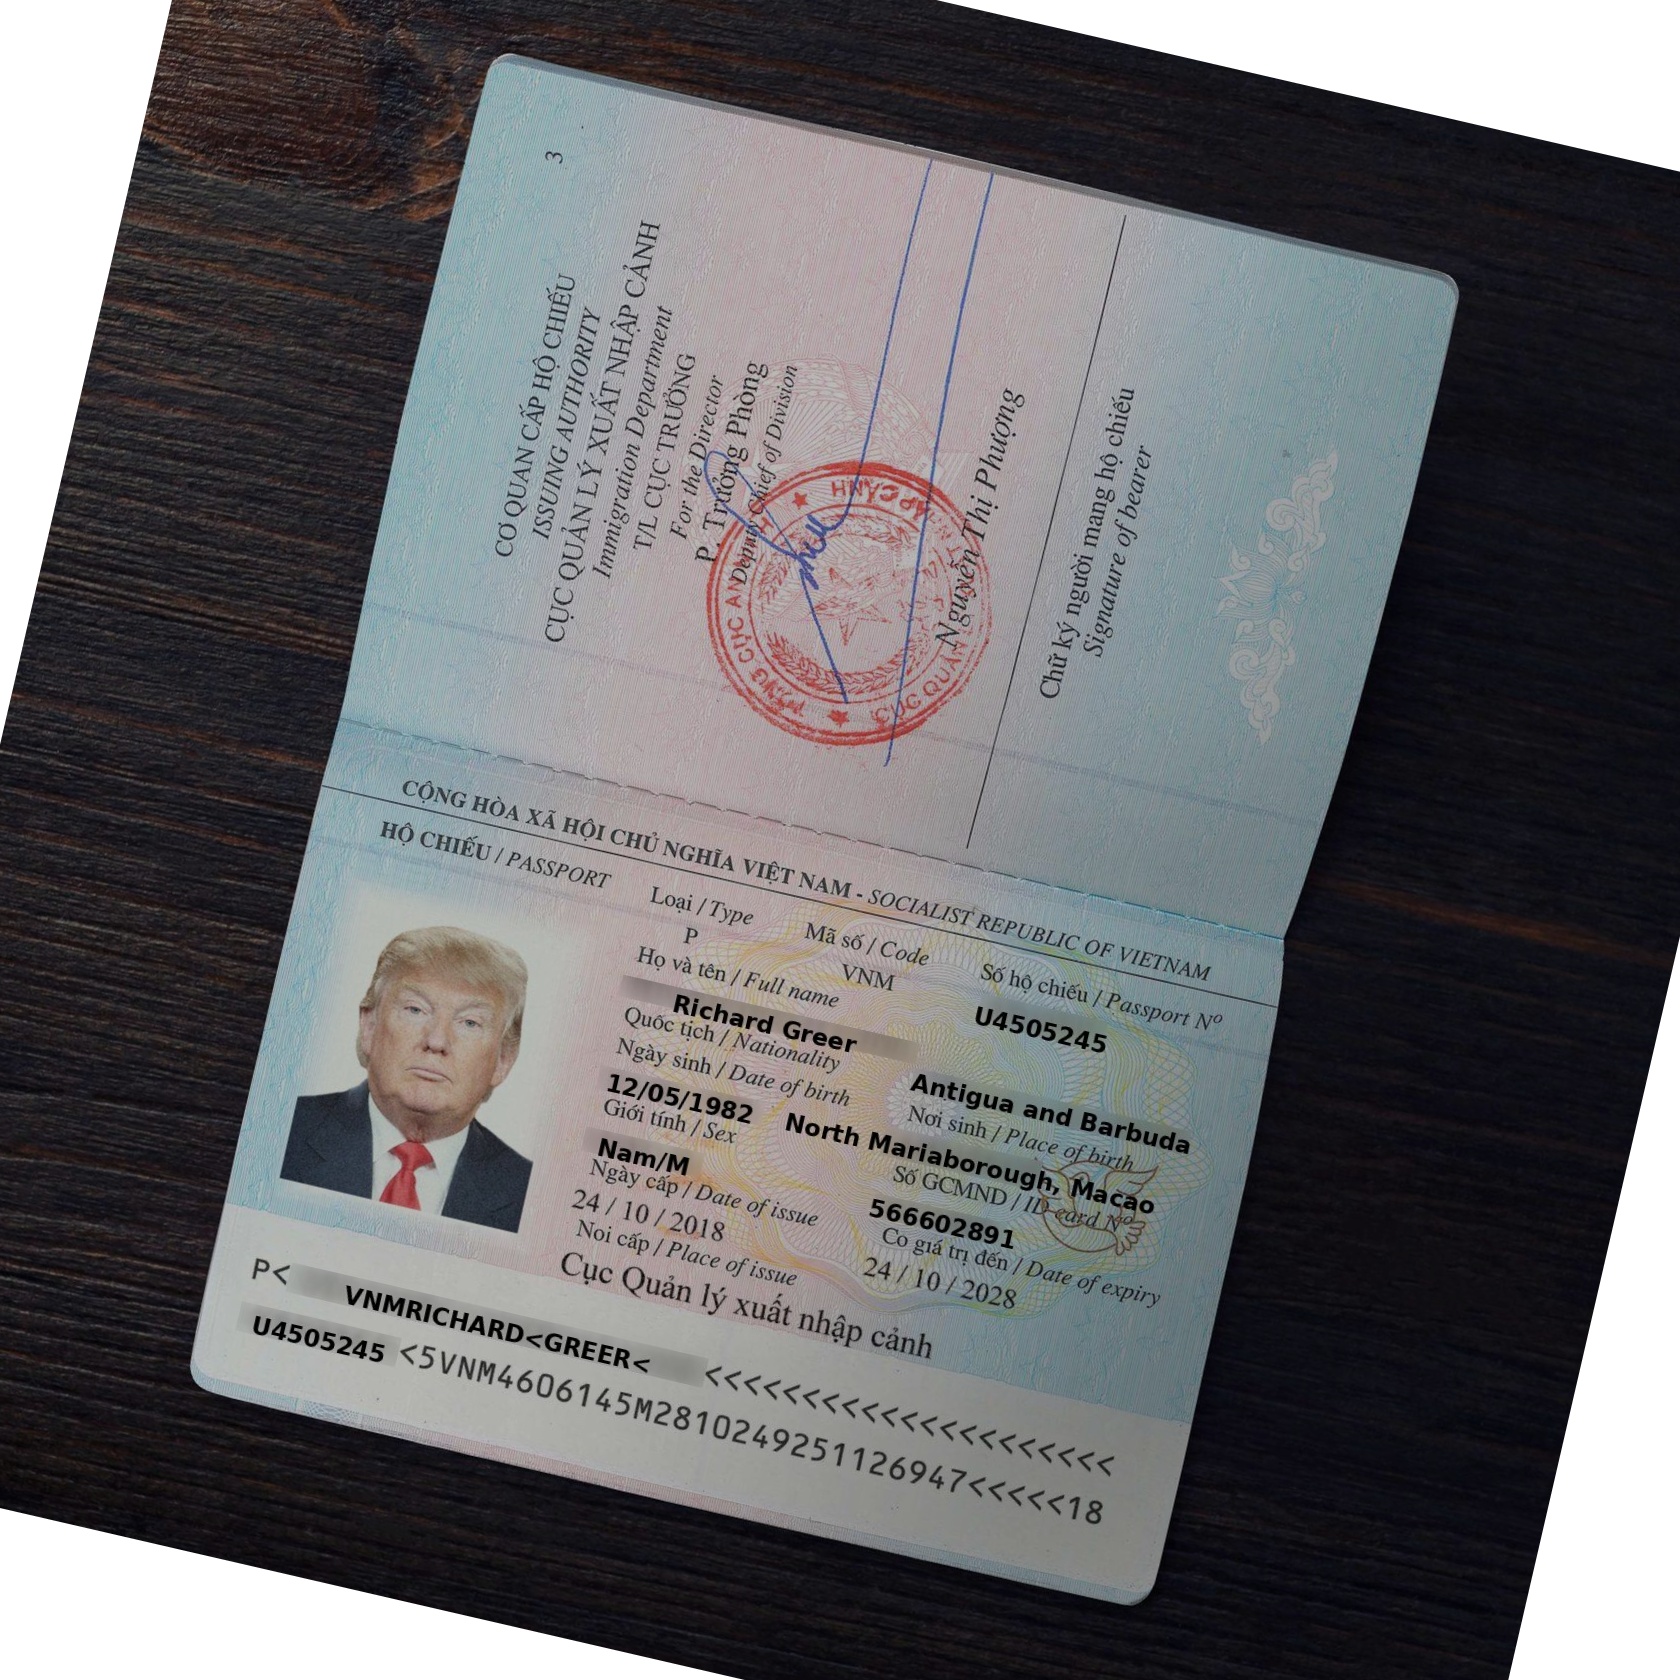 3
CƠ QUAN CẤP HỘ CHIẾU
ISSUING AUTHORITY
CỤC QUẢN LÝ XUẤT NHẬP CẢNH
Immigration Department
T/L CỤC TRƯỞNG
For the Director
P. Trưởng Phòng
Deputy Chief of Division
Nguyễn Thị Phượng
Chữ ký người mang hộ chiếu
Signature of bearer
CỘNG HÒA XÃ HỘI CHỦ NGHĨA VIỆT NAM - SOCIALIST REPUBLIC OF VIETNAM
HỘ CHIẾU / PASSPORT
Loại / Type
Mã số / Code
Số hộ chiếu / Passport Nº
P
VNM
U4505245
Họ và tên / Full name
Richard Greer
Quốc tịch / Nationality
Antigua and Barbuda
Ngày sinh / Date of birth
Nơi sinh / Place of birth
12/05/1982
North Mariaborough, Macao
Giới tính / Sex
Số GCMND / ID card Nº
Nam/M
566602891
Ngày cấp / Date of issue
Co giá trị đến / Date of expiry
24 / 10 / 2018
24 / 10 / 2028
Noi cấp / Place of issue
Cục Quản lý xuất nhập cảnh
P< VNMRICHARD<GREER< <<<<<<<<<<<<<<<<<<<<<
U4505245 <5VNM4606145M2810249251126947<<<<<18